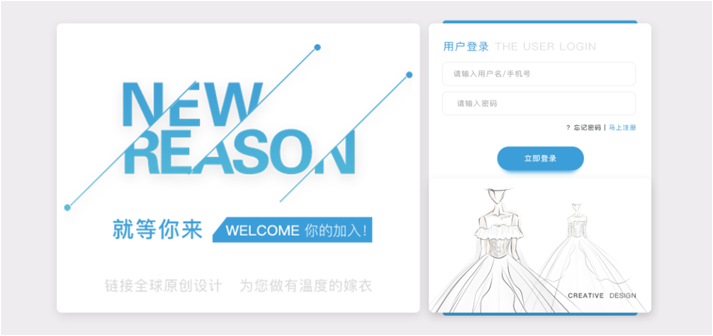 NEW
REASON
就等你来 WELCOME 你的加入!
链接全球原创设计 为您做有温度的嫁衣
用户登录 THE USER LOGIN
请输入用户名/手机号
请输入密码
? 忘记密码 | 马上注册
立即登录
CREATIVE DESIGN